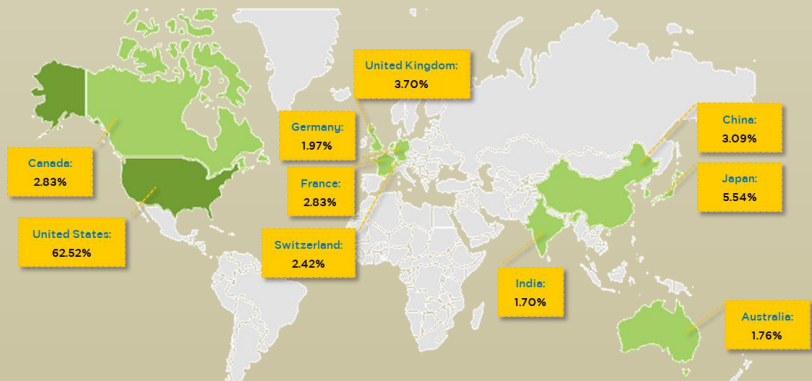 United Kingdom:
3.70%
Germany:
1.97%
China:
3.09%
Canada:
2.83%
France:
2.83%
Japan:
5.54%
United States:
62.52%
Switzerland:
2.42%
India:
1.70%
Australia:
1.76%